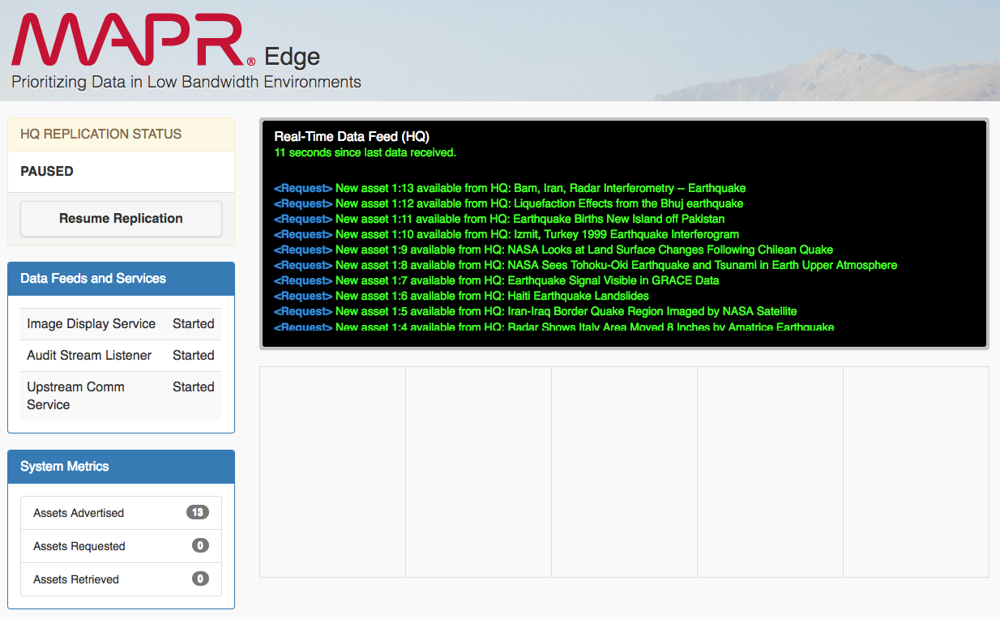 MAPR® Edge
Prioritizing Data in Low Bandwidth Environments
HQ REPLICATION STATUS
PAUSED
Resume Replication
Data Feeds and Services
Image Display Service Started
Audit Stream Listener Started
Upstream Comm Started
Service
System Metrics
Assets Advertised 13
Assets Requested 0
Assets Retrieved 0
Real-Time Data Feed (HQ)
11 seconds since last data received.
<Request> New asset 1:13 available from HQ: Bam, Iran, Radar Interferometry -- Earthquake
<Request> New asset 1:12 available from HQ: Liquefaction Effects from the Bhuj earthquake
<Request> New asset 1:11 available from HQ: Earthquake Births New Island off Pakistan
<Request> New asset 1:10 available from HQ: Izmit, Turkey 1999 Earthquake Interferogram
<Request> New asset 1:9 available from HQ: NASA Looks at Land Surface Changes Following Chilean Quake
<Request> New asset 1:8 available from HQ: NASA Sees Tohoku-Oki Earthquake and Tsunami in Earth Upper Atmosphere
<Request> New asset 1:7 available from HQ: Earthquake Signal Visible in GRACE Data
<Request> New asset 1:6 available from HQ: Haiti Earthquake Landslides
<Request> New asset 1:5 available from HQ: Iran-Iraq Border Quake Region Imaged by NASA Satellite
<Request> New asset 1:4 available from HQ: Radar Shows Italy Area Moved 8 Inches by Amatrice Earthquake